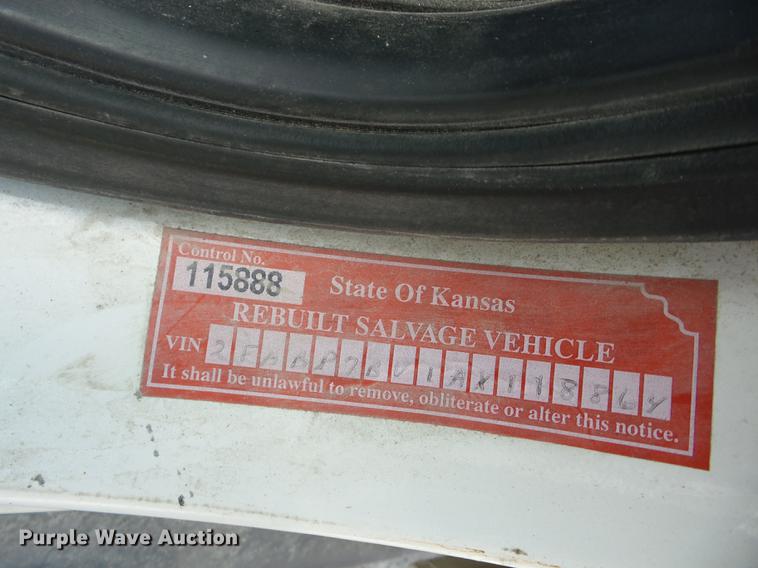 Control No.
115888
State Of Kansas
REBUILT SALVAGE VEHICLE
VIN
It shall be unlawful to remove, obliterate or alter this notice.
Purple Wave Auction